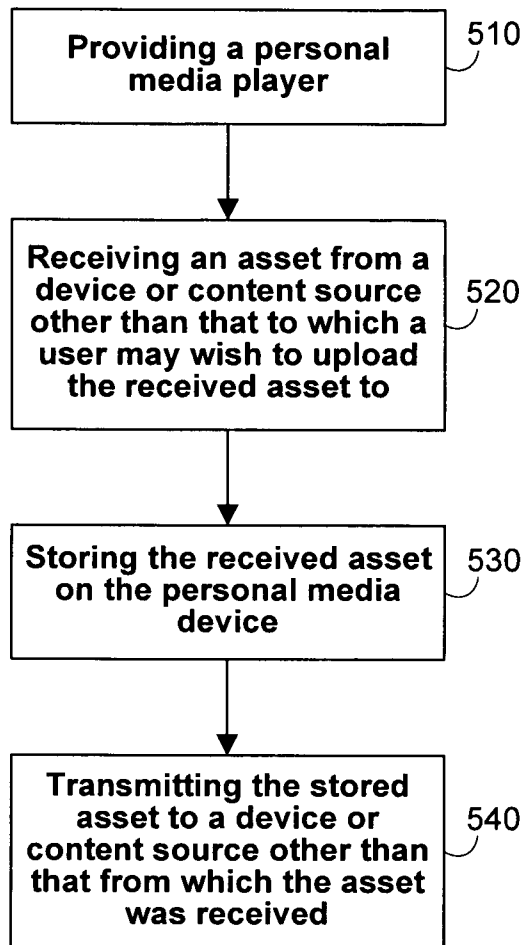 Providing a personal
media player
510
Receiving an asset from a
device or content source
other than that to which a
user may wish to upload
the received asset to
520
Storing the received asset
on the personal media
device
530
Transmitting the stored
asset to a device or
content source other than
that from which the asset
was received
540